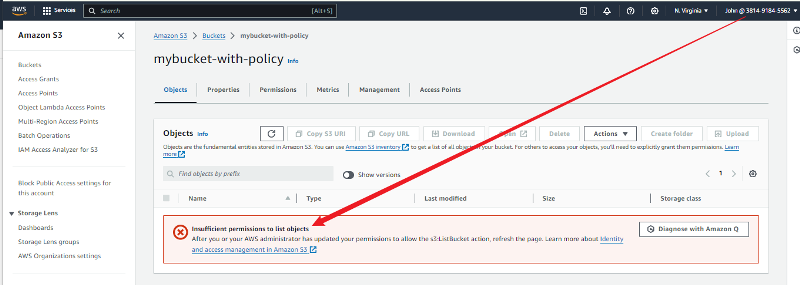 aws
Services
Search
[Alt+S]
N. Virginia
John @ 3814-9184-5562
Amazon S3
Buckets
Access Grants
Access Points
Object Lambda Access Points
Multi-Region Access Points
Batch Operations
IAM Access Analyzer for S3
Block Public Access settings for
this account
Storage Lens
Dashboards
Storage Lens groups
AWS Organizations settings
Amazon S3 > Buckets > mybucket-with-policy
mybucket-with-policy Info
Objects Properties Permissions Metrics Management Access Points
Objects Info
Copy S3 URI Copy URL Download Open Delete Actions Create folder Upload
Objects are the fundamental entities stored in Amazon S3. You can use Amazon S3 inventory to get a list of all objects in your bucket. For others to access your objects, you'll need to explicitly grant them permissions. Learn
more
Find objects by prefix
Show versions
1
Name Type Last modified Size Storage class
Insufficient permissions to list objects
After you or your AWS administrator has updated your permissions to allow the s3:ListBucket action, refresh the page. Learn more about Identity
and access management in Amazon S3
Diagnose with Amazon Q